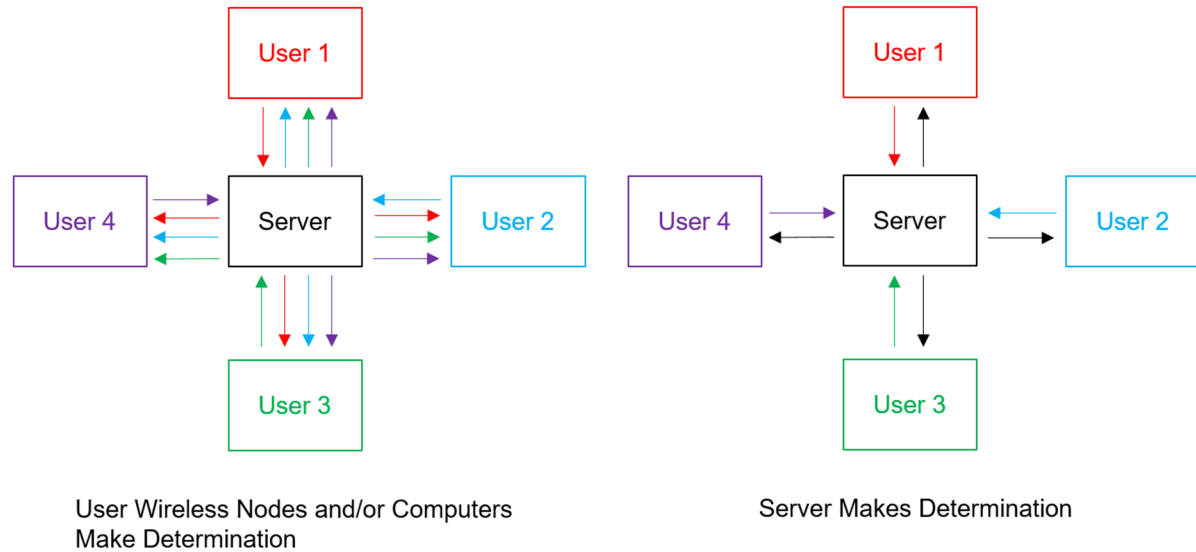 User 1
User 4
Server
User 2
User 3
User Wireless Nodes and/or Computers
Make Determination
User 1
User 4
Server
User 2
User 3
Server Makes Determination